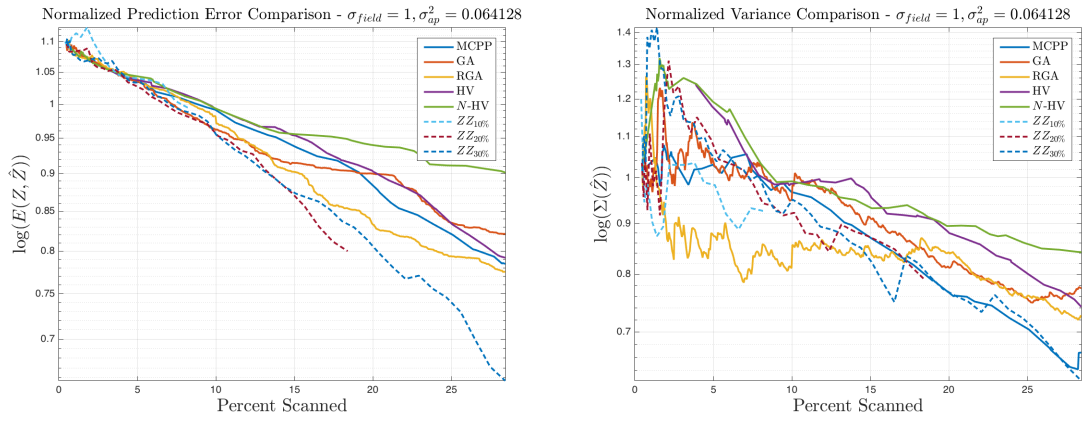 Normalized Prediction Error Comparison - σ_field = 1, σ²_ap = 0.064128
1.1
1.05
1
0.95
0.9
0.85
0.8
0.75
0.7
log(E(Z, Ẑ))
0 5 10 15 20 25
Percent Scanned
MCPP
GA
RGA
HV
N-HV
ZZ10%
ZZ20%
ZZ30%
Normalized Variance Comparison - σ_field = 1, σ²_ap = 0.064128
1.4
1.3
1.2
1.1
1
0.9
0.8
0.7
log(Σ(Ẑ))
0 5 10 15 20 25
Percent Scanned
MCPP
GA
RGA
HV
N-HV
ZZ10%
ZZ20%
ZZ30%